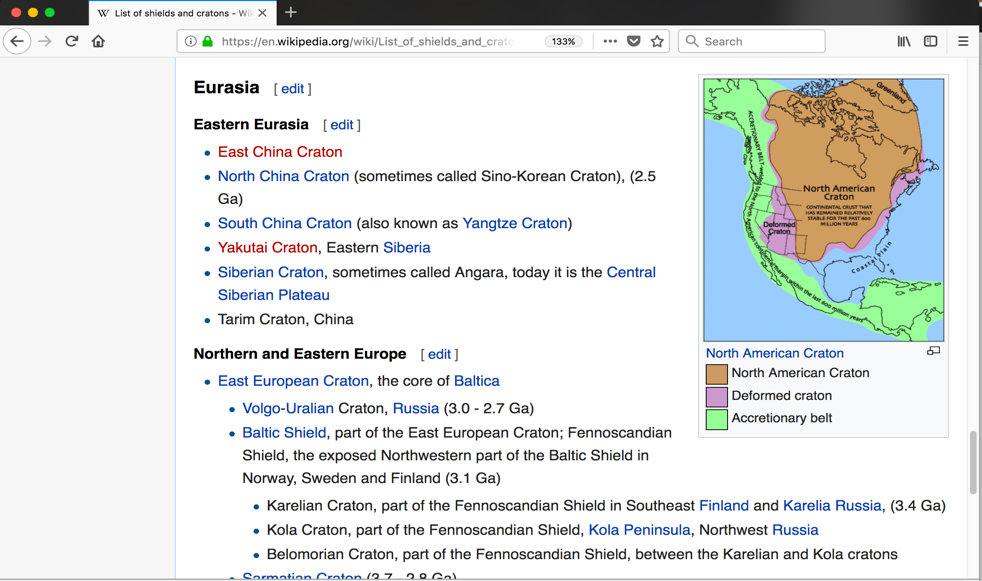 List of shields and cratons - Wi
https://en.wikipedia.org/wiki/List_of_shields_and_crato
133%
Search
Eurasia [ edit ]
Eastern Eurasia [ edit ]
East China Craton
North China Craton (sometimes called Sino-Korean Craton), (2.5
Ga)
South China Craton (also known as Yangtze Craton)
Yakutai Craton, Eastern Siberia
Siberian Craton, sometimes called Angara, today it is the Central
Siberian Plateau
Tarim Craton, China
Northern and Eastern Europe [ edit ]
East European Craton, the core of Baltica
Volgo-Uralian Craton, Russia (3.0 - 2.7 Ga)
Baltic Shield, part of the East European Craton; Fennoscandian
Shield, the exposed Northwestern part of the Baltic Shield in
Norway, Sweden and Finland (3.1 Ga)
Karelian Craton, part of the Fennoscandian Shield in Southeast Finland and Karelia Russia, (3.4 Ga)
Kola Craton, part of the Fennoscandian Shield, Kola Peninsula, Northwest Russia
Belomorian Craton, part of the Fennoscandian Shield, between the Karelian and Kola cratons
Sarmatian Craton (3.7 - 2.8 Ga)
Greenland
North American
Craton
CONTINENTAL CRUST THAT
HAS REMAINED RELATIVELY
STABLE FOR THE PAST 600
MILLION YEARS
Deformed
Craton
Coastal Plain
ACCRETIONARY BELT
within the last 600 million years
North American Craton
North American Craton
Deformed craton
Accretionary belt